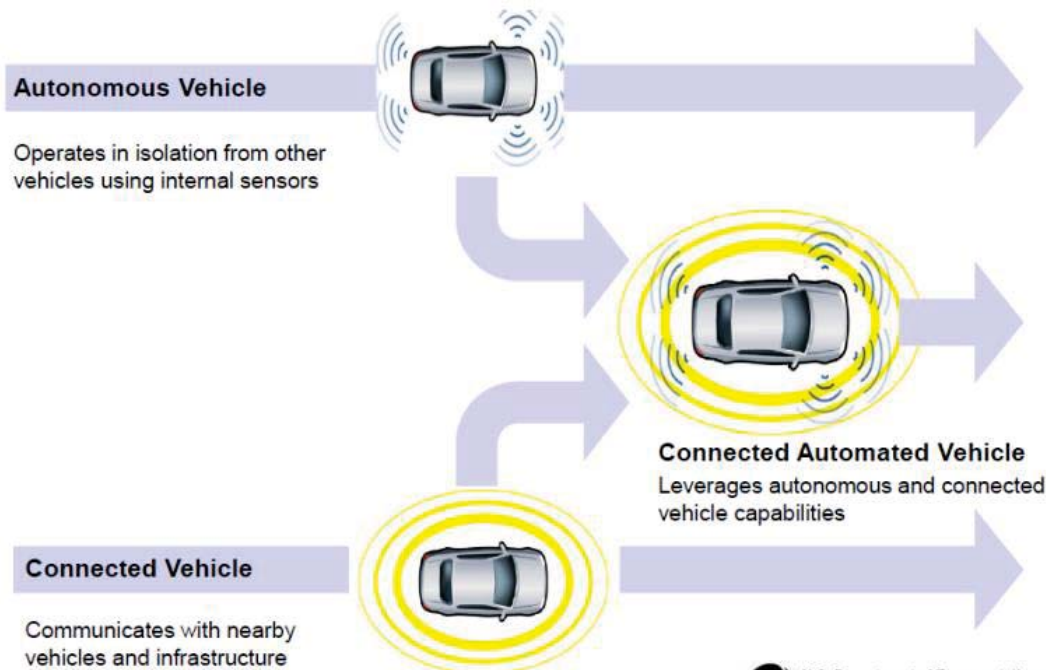 Autonomous Vehicle
Operates in isolation from other
vehicles using internal sensors
Connected Automated Vehicle
Leverages autonomous and connected
vehicle capabilities
Connected Vehicle
Communicates with nearby
vehicles and infrastructure